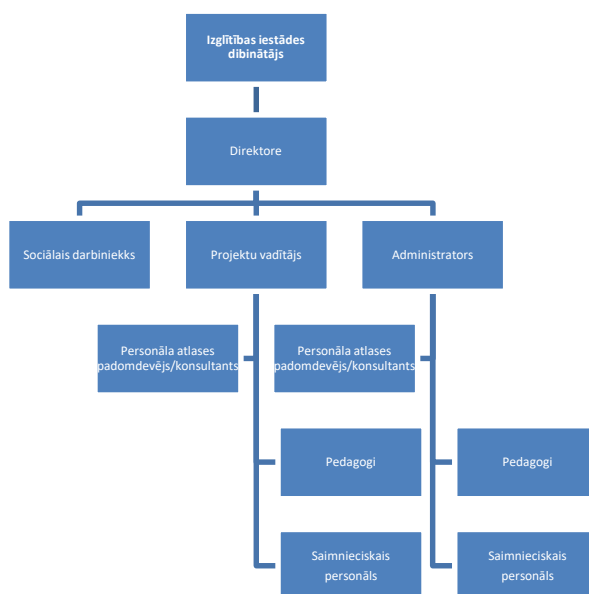 Izglītības iestādes
dibinātājs
Direktore
Sociālais darbiniekks
Projektu vadītājs
Administrators
Personāla atlases
padomdevējs/konsultants
Personāla atlases
padomdevējs/konsultants
Pedagogi
Pedagogi
Saimnieciskais
personāls
Saimnieciskais
personāls